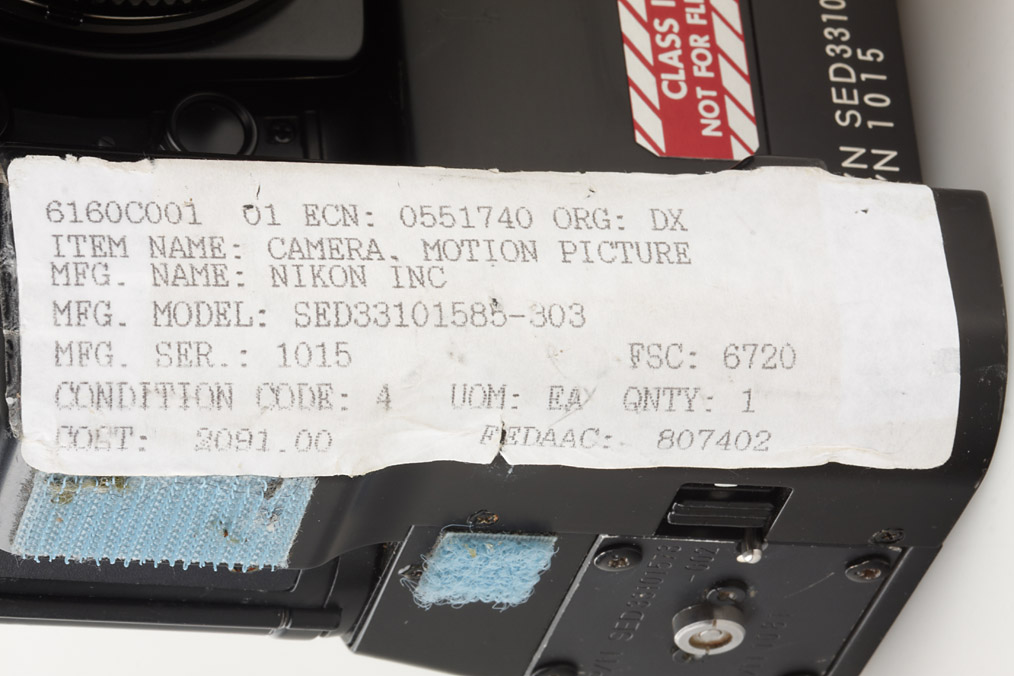 CLASS
NOT FOR
SED3310
1015
6160C001 01 ECN: 0551740 ORG: DX
ITEM NAME: CAMERA, MOTION PICTURE
MFG. NAME: NIKON INC
MFG. MODEL: SED33101585-303
MFG. SER.: 1015 FSC: 6720
CONDITION CODE: 4 UOM: EA QNTY: 1
COST: 2091.00 FEDAAC: 807402